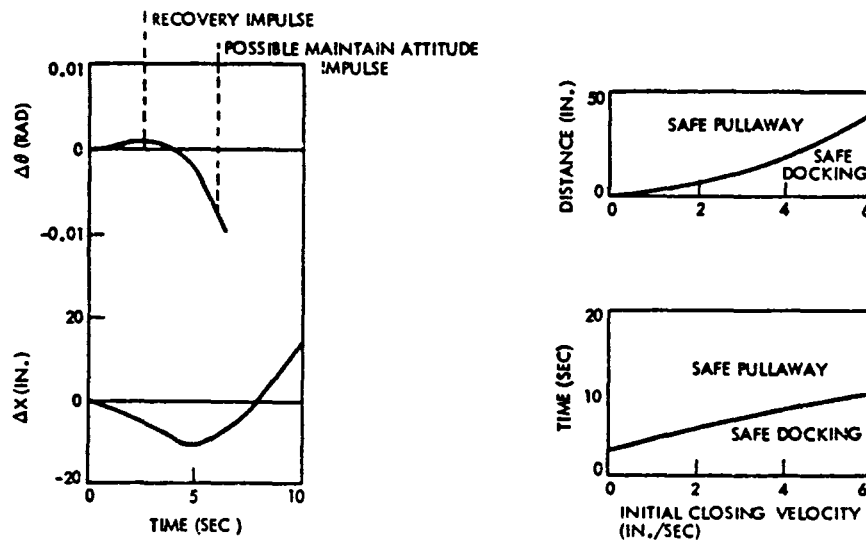 RECOVERY IMPULSE
POSSIBLE MAINTAIN ATTITUDE
IMPULSE
0.01
Δθ (RAD)
0
-0.01
20
ΔX (IN.)
0
-20
0 5 10
TIME (SEC)
50
DISTANCE (IN.)
SAFE PULLAWAY
SAFE
DOCKING
0
0 2 4 6
20
TIME (SEC)
SAFE PULLAWAY
10
SAFE DOCKING
0
0 2 4 6
INITIAL CLOSING VELOCITY
(IN./SEC)